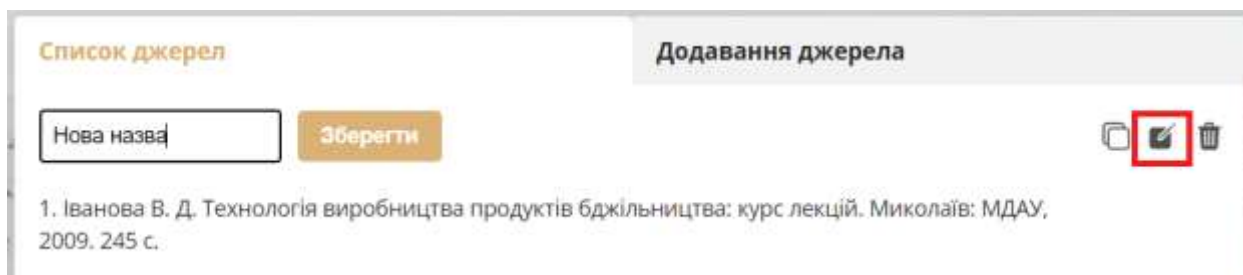 Список джерел
Додавання джерела
Нова назва
Зберегти
1. Іванова В. Д. Технологія виробництва продуктів бджільництва: курс лекцій. Миколаїв: МДАУ,
2009. 245 с.